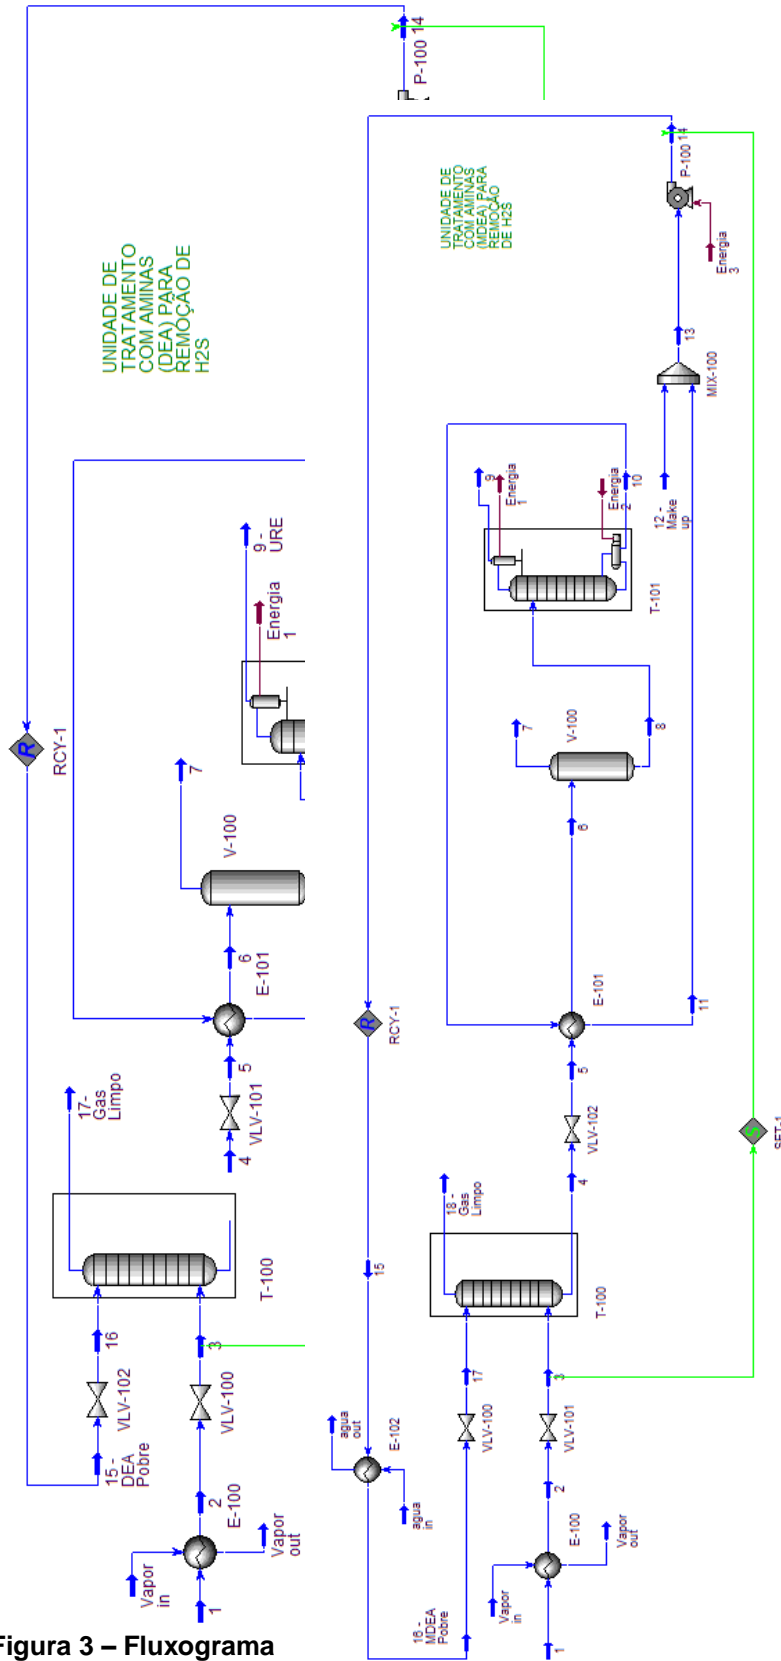 P-100 14
UNIDADE DE
TRATAMENTO
COM AMINAS
(DEA) PARA
REMOÇÃO DE
H2S
9 -
URE
Energia
1
RCY-1
7
V-100
6
E-101
5
VLV-101
4
17-
Gas
Limpo
T-100
16
3
VLV-102
VLV-100
15 -
DEA
Pobre
2
E-100
Vapor
in
Vapor
out
1
P-100 14
UNIDADE DE
TRATAMENTO
COM AMINAS
(MDEA) PARA
REMOÇÃO
DE H2S
Energia
3
13
MIX-100
12 -
Make
up
9
Energia
1
Energia
2
10
T-101
7
V-100
8
6
E-101
11
5
RCY-1
VLV-102
4
18 -
Gas
Limpo
T-100
15
17
3
SET-1
agua
out
E-102
agua
in
VLV-100
VLV-101
2
E-100
Vapor
in
Vapor
out
16 -
MDEA
Pobre
1
Figura 3 – Fluxograma